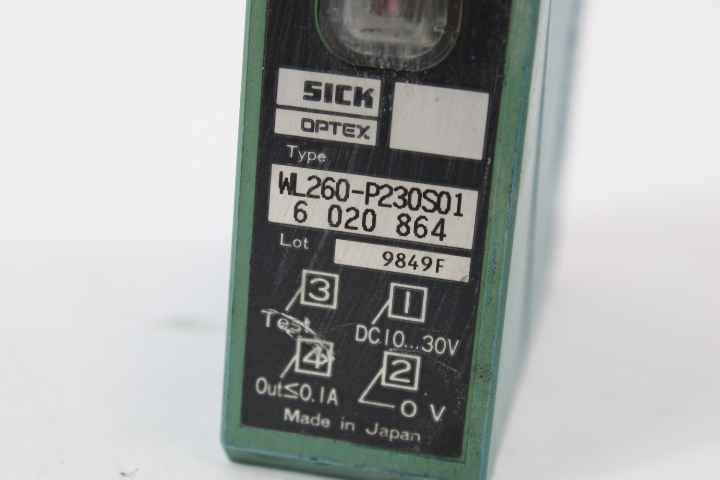 SICK
OPTEX
Type
WL260-P230S01
6 020 864
Lot
9849F
3 1
Test DC10...30V
4 2
Out≤0.1A 0 V
Made in Japan